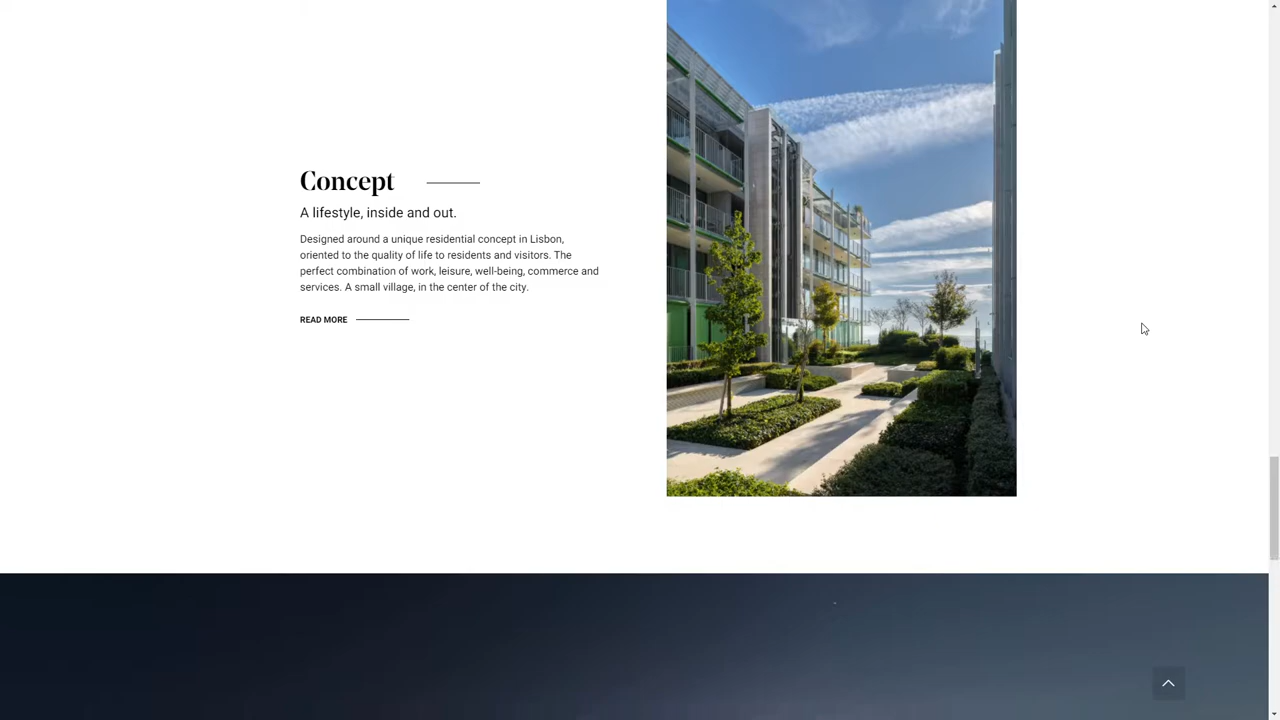 Concept
A lifestyle, inside and out.
Designed around a unique residential concept in Lisbon,
oriented to the quality of life to residents and visitors. The
perfect combination of work, leisure, well-being, commerce and
services. A small village, in the center of the city.
READ MORE